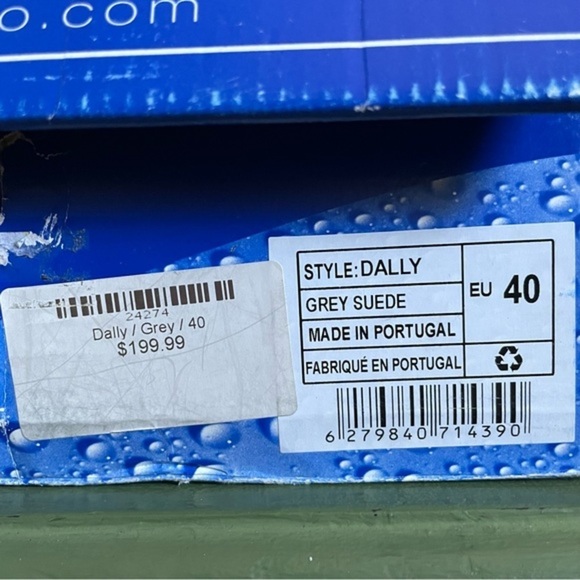 o.com
24274
Dally / Grey / 40
$199.99
STYLE:DALLY
GREY SUEDE
MADE IN PORTUGAL
FABRIQUÉ EN PORTUGAL
EU 40
6 279840 714390